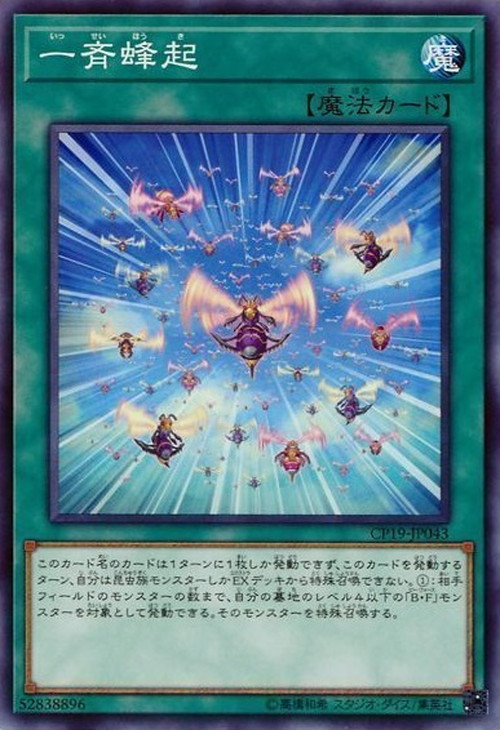 一斉蜂起
魔
【魔法カード】
CP19-JP043
このカード名のカードは1ターンに1枚しか発動できず、このカードを発動する
ターン、自分は昆虫族モンスターしかEXデッキから特殊召喚できない。①:相手
フィールドのモンスターの数まで、自分の墓地のレベル4以下の「B・F」モン
スターを対象として発動できる。そのモンスターを特殊召喚する。
52838896
©高橋和希 スタジオ・ダイス/集英社